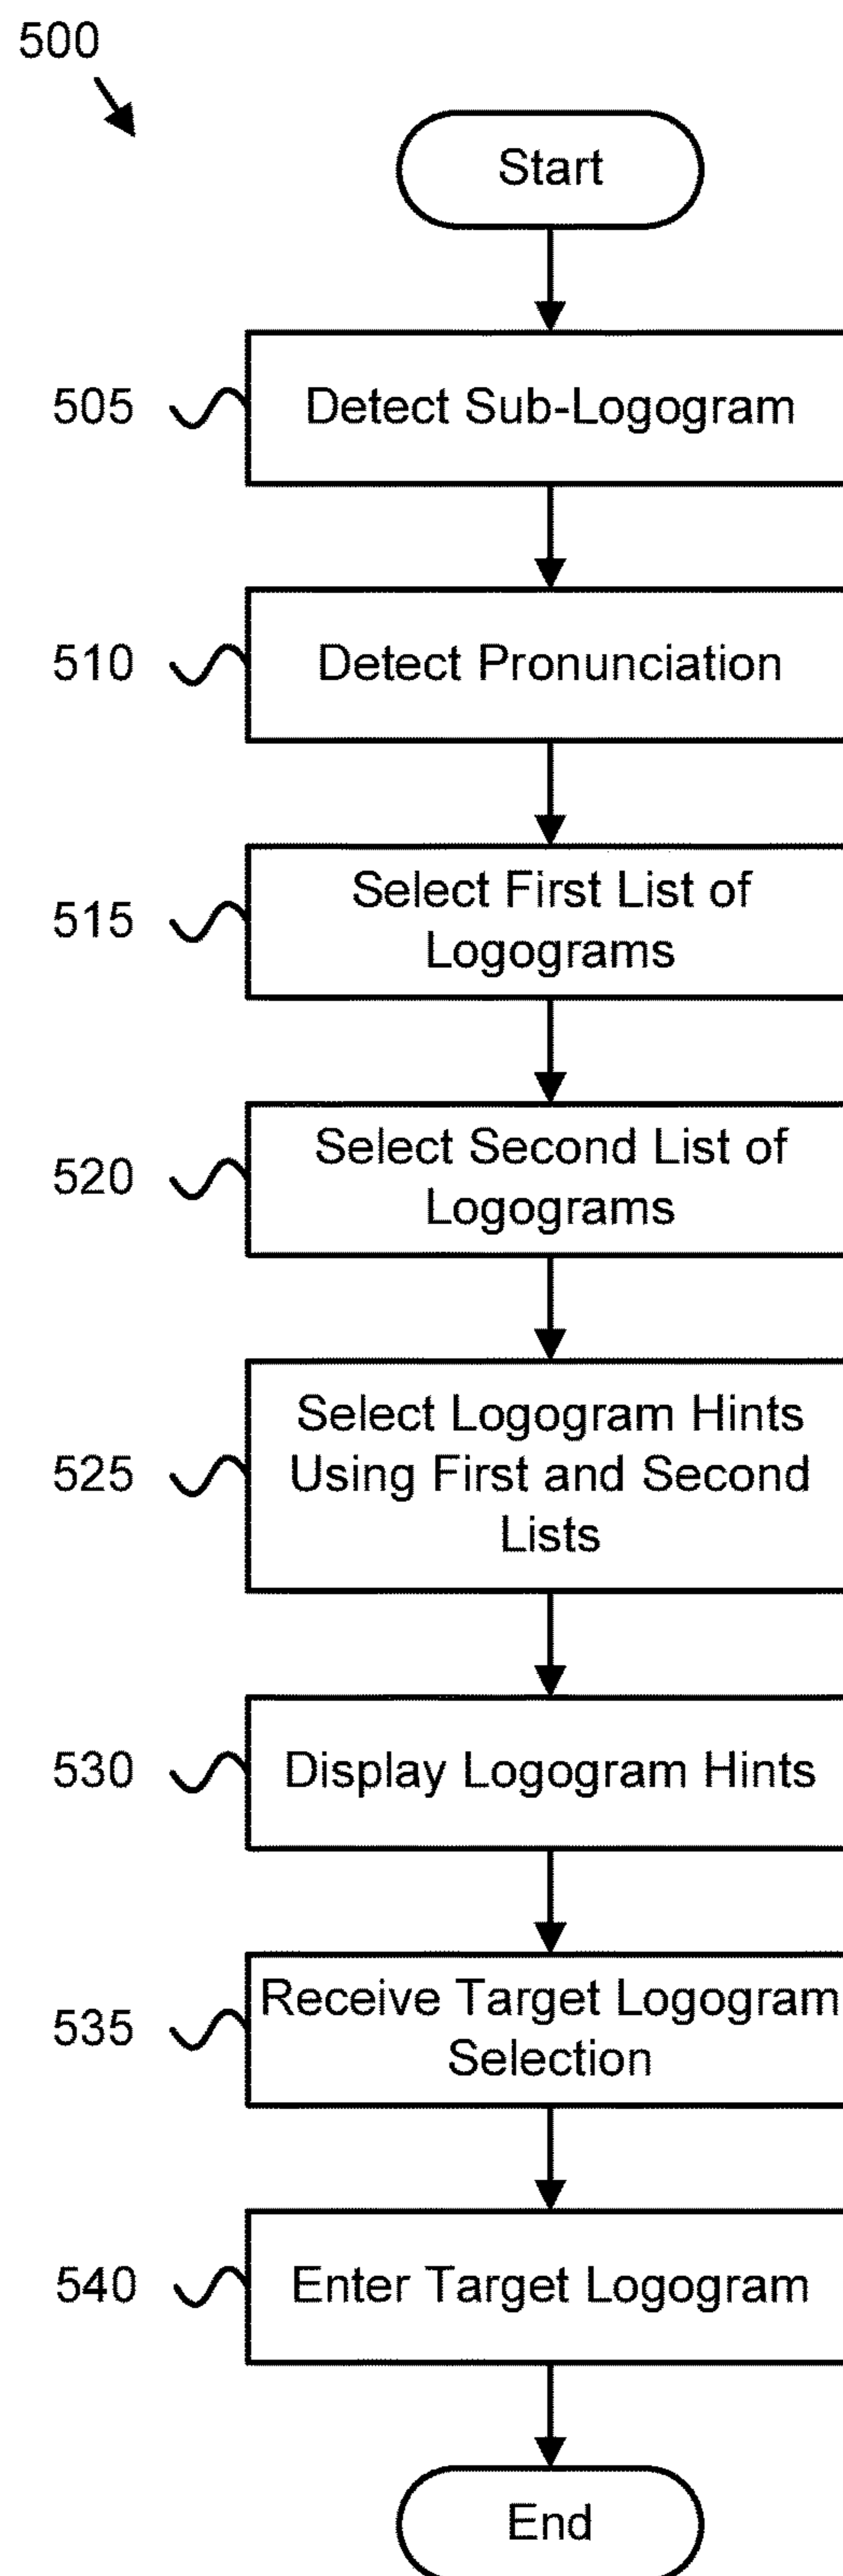 500
Start
505 Detect Sub-Logogram
510 Detect Pronunciation
515 Select First List of
Logograms
520 Select Second List of
Logograms
525 Select Logogram Hints
Using First and Second
Lists
530 Display Logogram Hints
535 Receive Target Logogram
Selection
540 Enter Target Logogram
End